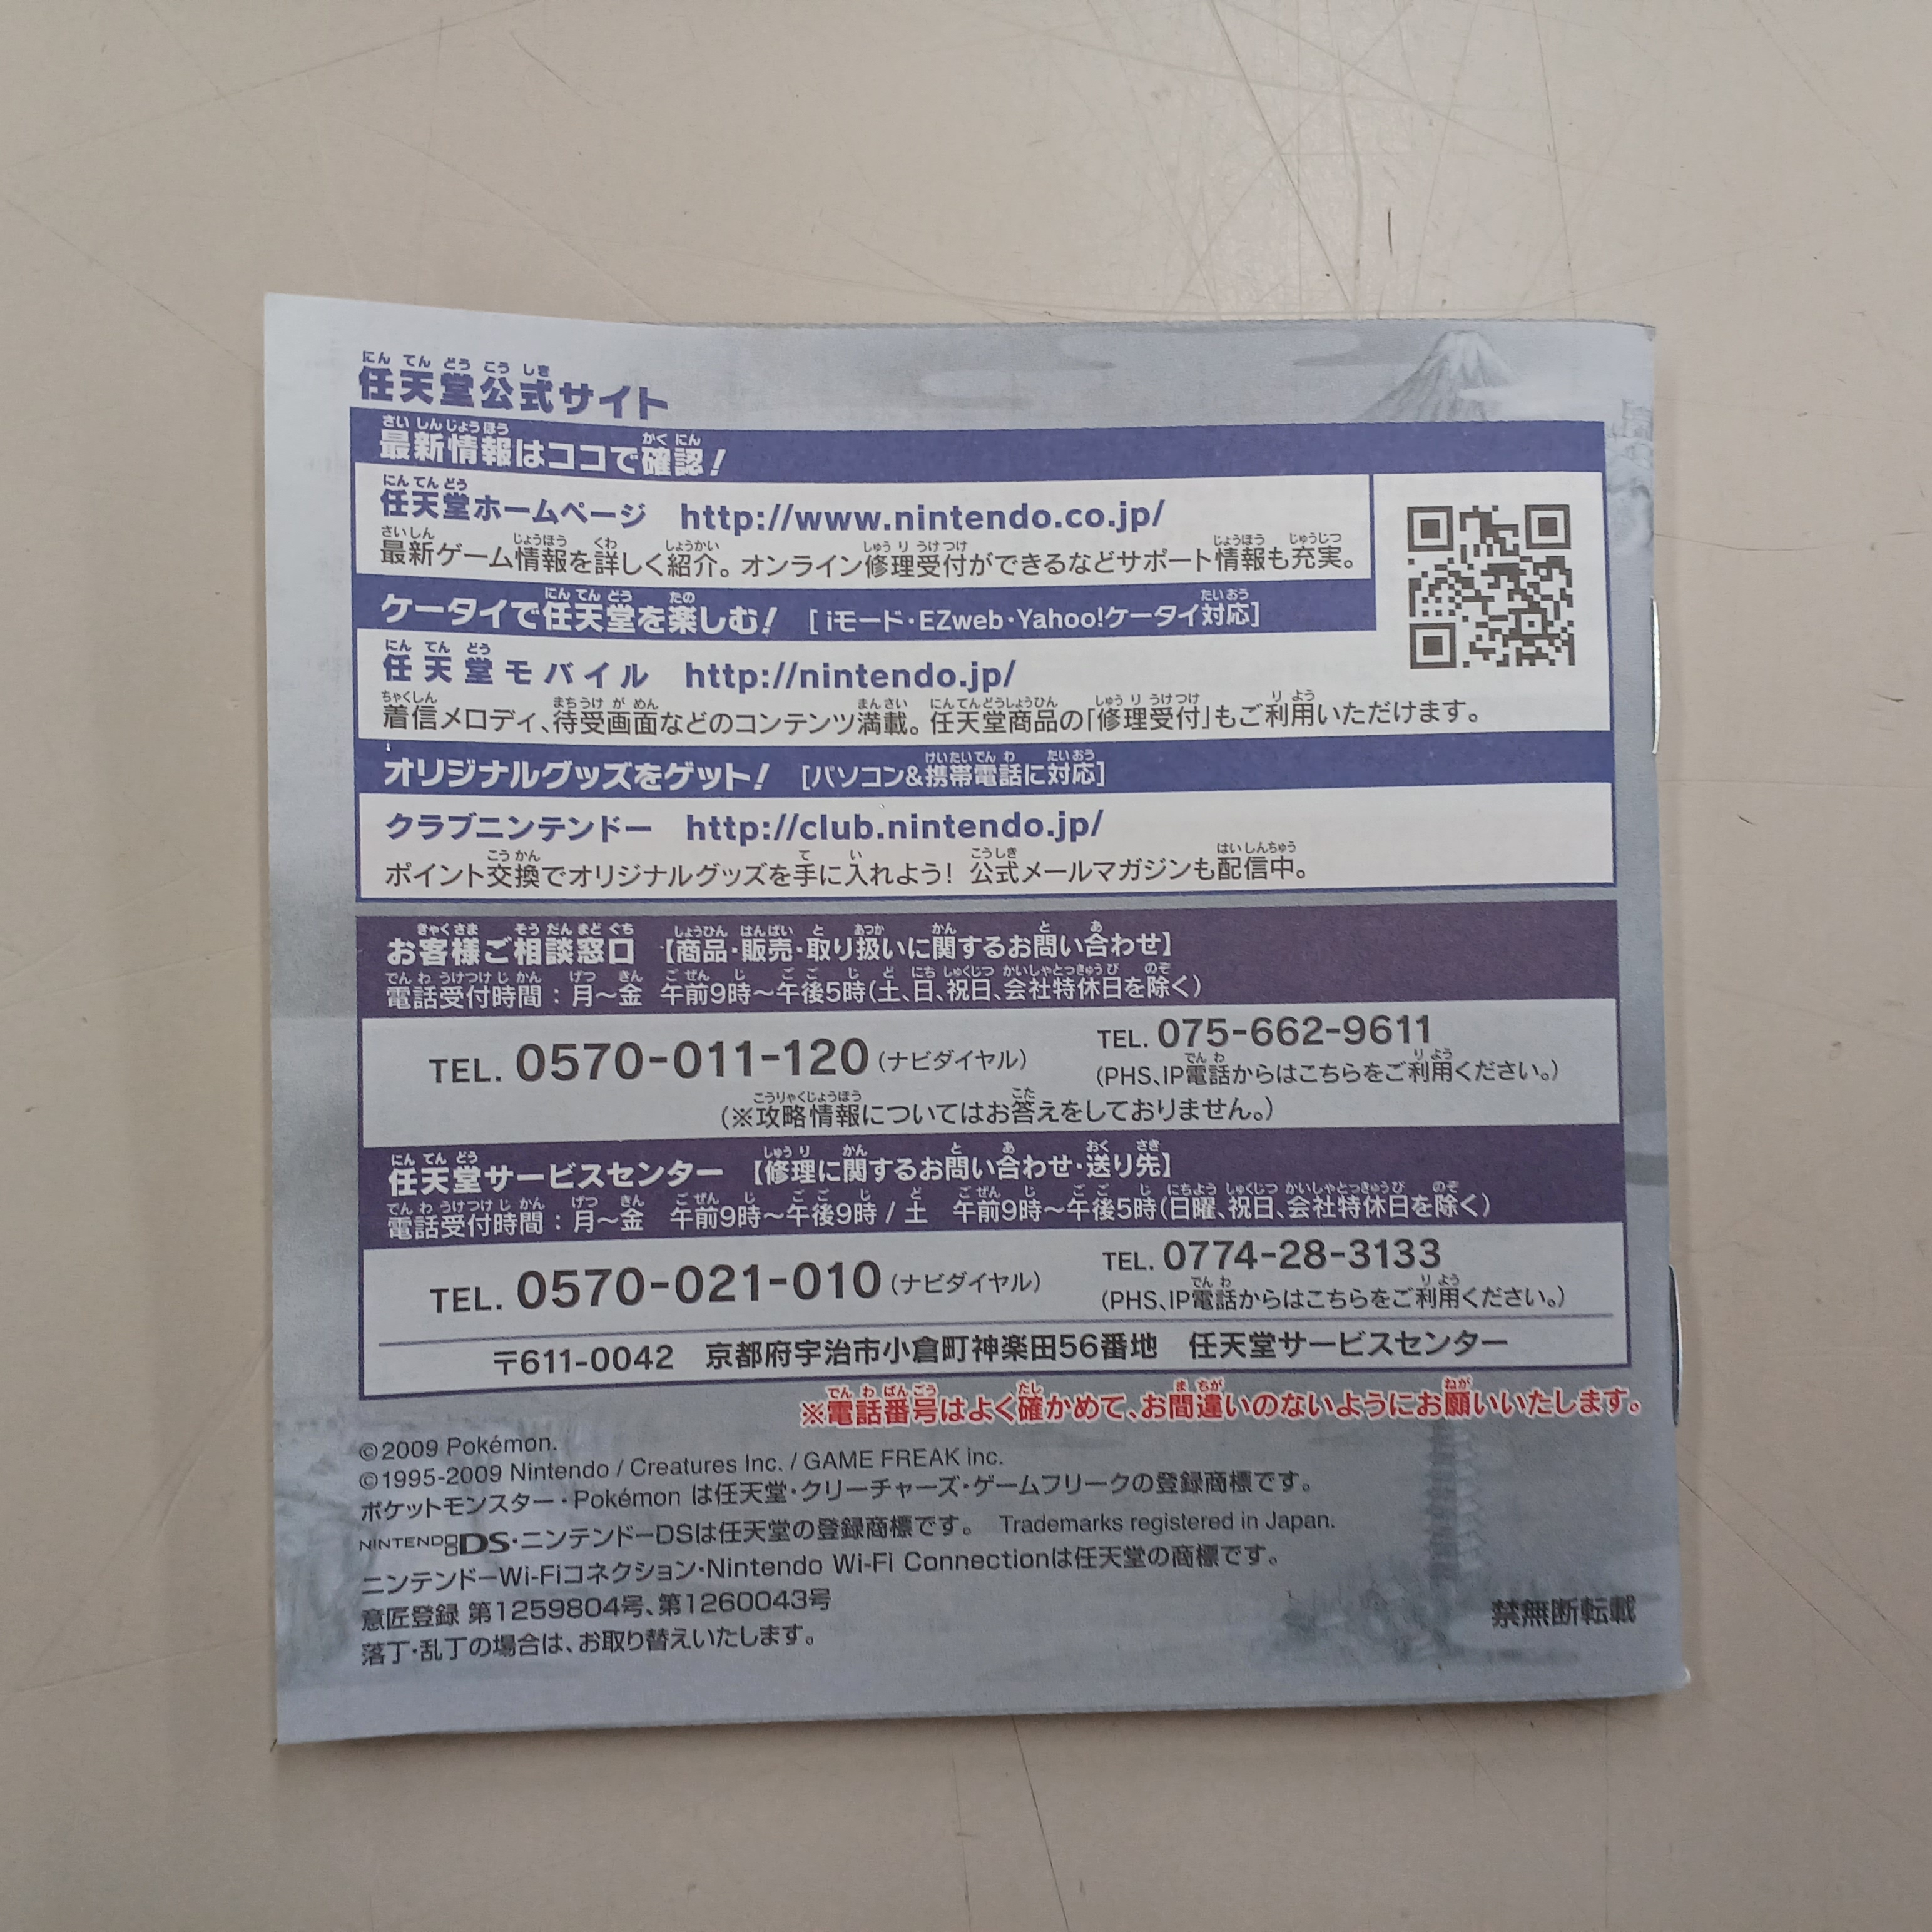 任天堂公式サイト
最新情報はココで確認！
任天堂ホームページ http://www.nintendo.co.jp/
最新ゲーム情報を詳しく紹介。オンライン修理受付ができるなどサポート情報も充実。
ケータイで任天堂を楽しむ！ [iモード・EZweb・Yahoo!ケータイ対応]
任天堂モバイル http://nintendo.jp/
着信メロディ、待受画面などのコンテンツ満載。任天堂商品の「修理受付」もご利用いただけます。
オリジナルグッズをゲット！ [パソコン&携帯電話に対応]
クラブニンテンドー http://club.nintendo.jp/
ポイント交換でオリジナルグッズを手に入れよう！ 公式メールマガジンも配信中。
お客様ご相談窓口 【商品・販売・取り扱いに関するお問い合わせ】
電話受付時間：月～金 午前9時～午後5時（土、日、祝日、会社特休日を除く）
TEL. 0570-011-120（ナビダイヤル） TEL. 075-662-9611
（PHS、IP電話からはこちらをご利用ください。）
（※攻略情報についてはお答えをしておりません。）
任天堂サービスセンター 【修理に関するお問い合わせ・送り先】
電話受付時間：月～金 午前9時～午後9時 / 土 午前9時～午後5時（日曜、祝日、会社特休日を除く）
TEL. 0570-021-010（ナビダイヤル） TEL. 0774-28-3133
（PHS、IP電話からはこちらをご利用ください。）
〒611-0042 京都府宇治市小倉町神楽田56番地 任天堂サービスセンター
※電話番号はよく確かめて、お間違いのないようにお願いいたします。
©2009 Pokémon.
©1995-2009 Nintendo / Creatures Inc. / GAME FREAK inc.
ポケットモンスター・Pokémon は任天堂・クリーチャーズ・ゲームフリークの登録商標です。
NINTENDO DS・ニンテンドーDSは任天堂の登録商標です。 Trademarks registered in Japan.
ニンテンドーWi-Fiコネクション・Nintendo Wi-Fi Connectionは任天堂の商標です。
意匠登録 第1259804号、第1260043号
落丁・乱丁の場合は、お取り替えいたします。
禁無断転載